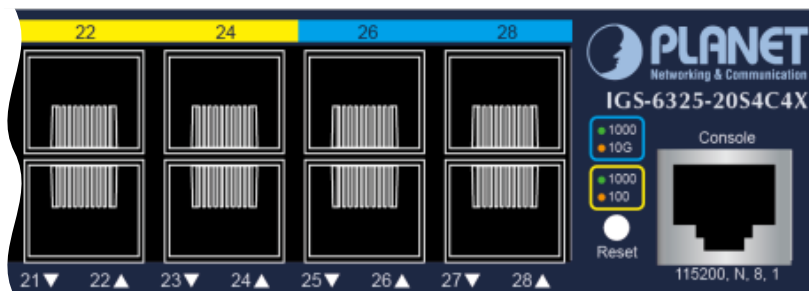 22 24 26 28
PLANET
Networking & Communication
IGS-6325-20S4C4X
1000
10G
Console
1000
100
Reset
21▼ 22▲ 23▼ 24▲ 25▼ 26▲ 27▼ 28▲
115200, N, 8, 1